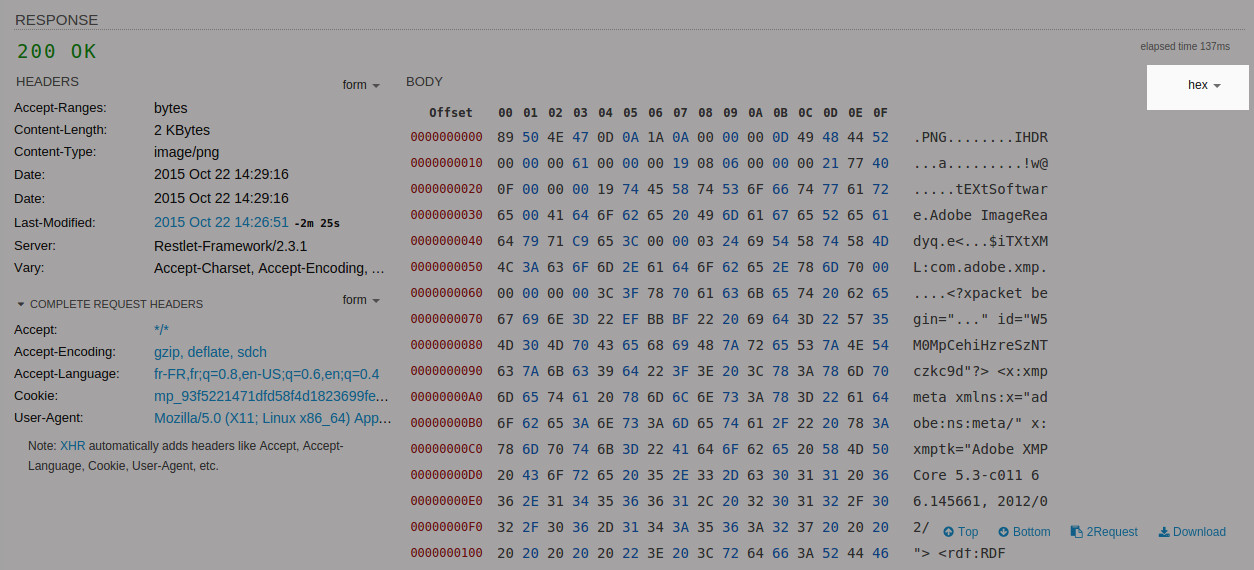 RESPONSE
200 OK
elapsed time 137ms
HEADERS
form
Accept-Ranges: bytes
Content-Length: 2 KBytes
Content-Type: image/png
Date: 2015 Oct 22 14:29:16
Date: 2015 Oct 22 14:29:16
Last-Modified: 2015 Oct 22 14:26:51 -2m 25s
Server: Restlet-Framework/2.3.1
Vary: Accept-Charset, Accept-Encoding, ...
COMPLETE REQUEST HEADERS
form
Accept: */*
Accept-Encoding: gzip, deflate, sdch
Accept-Language: fr-FR,fr;q=0.8,en-US;q=0.6,en;q=0.4
Cookie: mp_93f5221471dfd58f4d1823699fe...
User-Agent: Mozilla/5.0 (X11; Linux x86_64) App...
Note: XHR automatically adds headers like Accept, Accept-
Language, Cookie, User-Agent, etc.
BODY
hex
Offset 00 01 02 03 04 05 06 07 08 09 0A 0B 0C 0D 0E 0F
0000000000 89 50 4E 47 0D 0A 1A 0A 00 00 00 0D 49 48 44 52 .PNG........IHDR
0000000010 00 00 00 61 00 00 00 19 08 06 00 00 00 21 77 40 ...a.........!w@
0000000020 0F 00 00 00 19 74 45 58 74 53 6F 66 74 77 61 72 .....tEXtSoftwar
0000000030 65 00 41 64 6F 62 65 20 49 6D 61 67 65 52 65 61 e.Adobe ImageRea
0000000040 64 79 71 C9 65 3C 00 00 03 24 69 54 58 74 58 4D dyq.e<...$iTXtXM
0000000050 4C 3A 63 6F 6D 2E 61 64 6F 62 65 2E 78 6D 70 00 L:com.adobe.xmp.
0000000060 00 00 00 00 3C 3F 78 70 61 63 6B 65 74 20 62 65 ....<?xpacket be
0000000070 67 69 6E 3D 22 EF BB BF 22 20 69 64 3D 22 57 35 gin="..." id="W5
0000000080 4D 30 4D 70 43 65 68 69 48 7A 72 65 53 7A 4E 54 M0MpCehiHzreSzNT
0000000090 63 7A 6B 63 39 64 22 3F 3E 20 3C 78 3A 78 6D 70 czkc9d"?> <x:xmp
00000000A0 6D 65 74 61 20 78 6D 6C 6E 73 3A 78 3D 22 61 64 meta xmlns:x="ad
00000000B0 6F 62 65 3A 6E 73 3A 6D 65 74 61 2F 22 20 78 3A obe:ns:meta/" x:
00000000C0 78 6D 70 74 6B 3D 22 41 64 6F 62 65 20 58 4D 50 xmptk="Adobe XMP
00000000D0 20 43 6F 72 65 20 35 2E 33 2D 63 30 31 31 20 36 Core 5.3-c011 6
00000000E0 36 2E 31 34 35 36 36 31 2C 20 32 30 31 32 2F 30 6.145661, 2012/0
00000000F0 32 2F 30 36 2D 31 34 3A 35 36 3A 32 37 20 20 20 2/
Top Bottom 2Request Download
0000000100 20 20 20 20 20 22 3E 20 3C 72 64 66 3A 52 44 46 "> <rdf:RDF